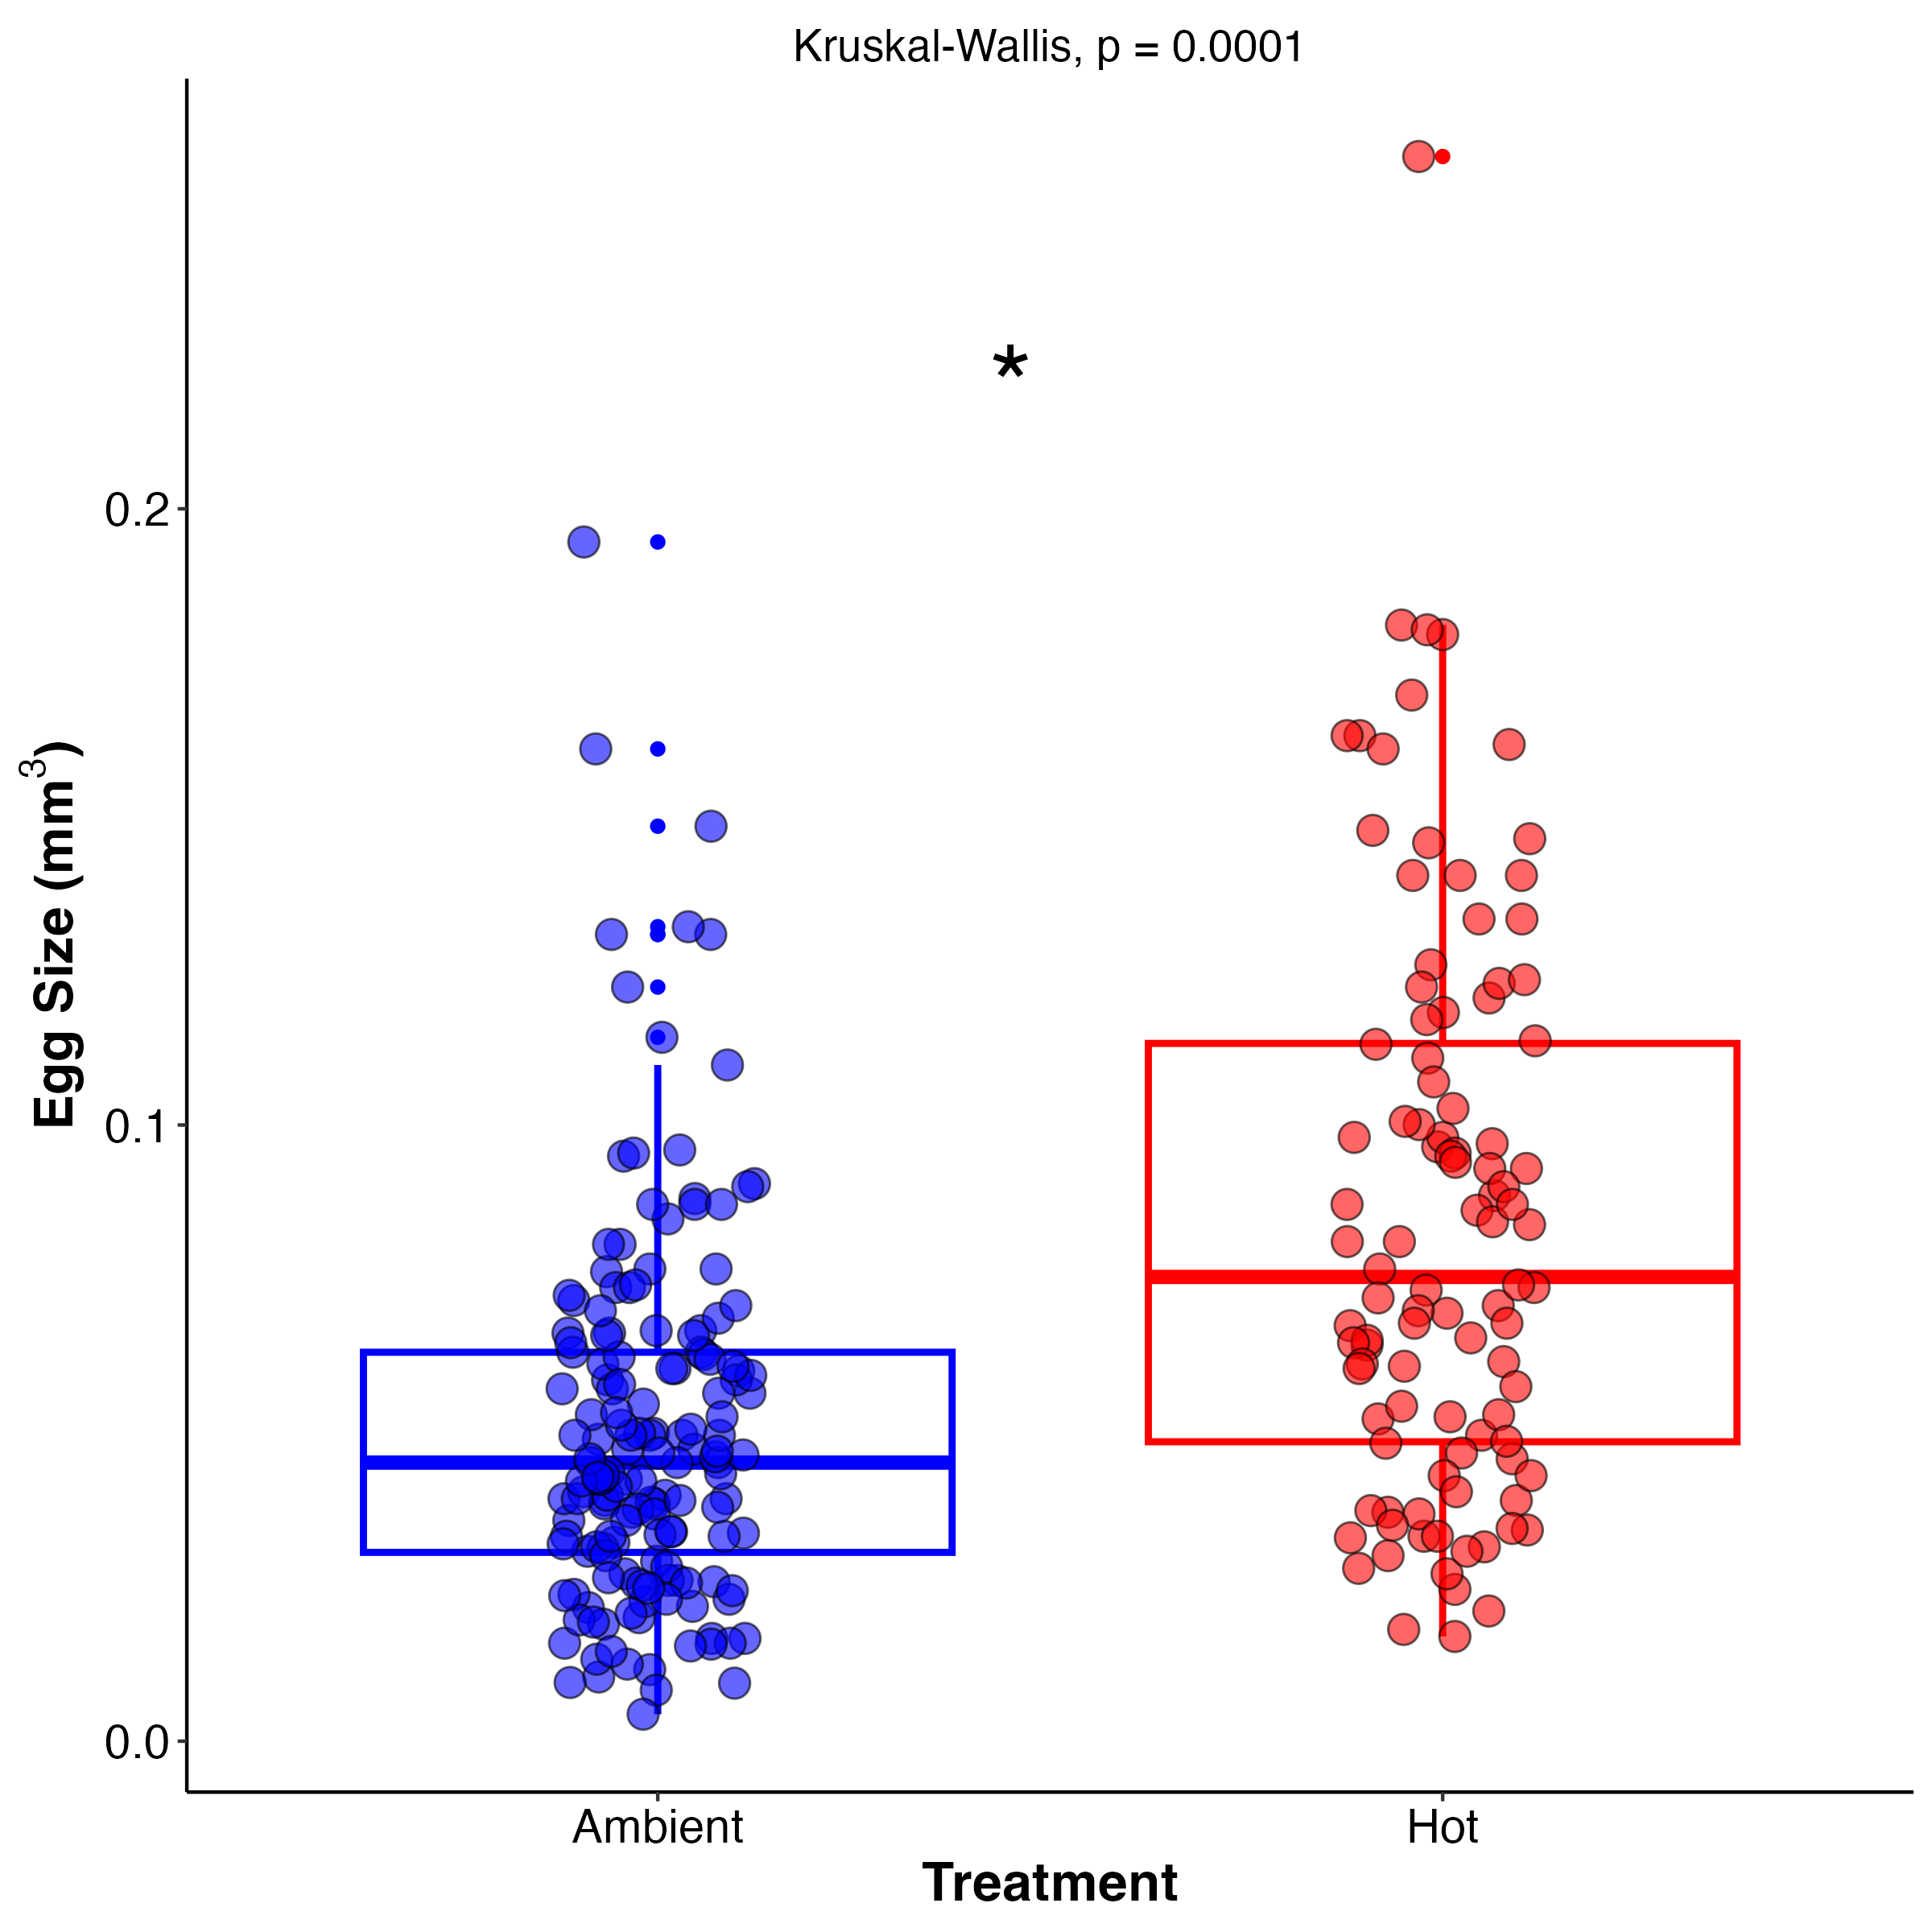 Kruskal-Wallis, p = 0.0001
*
Egg Size (mm³)
0.2
0.1
0.0
Ambient Hot
Treatment